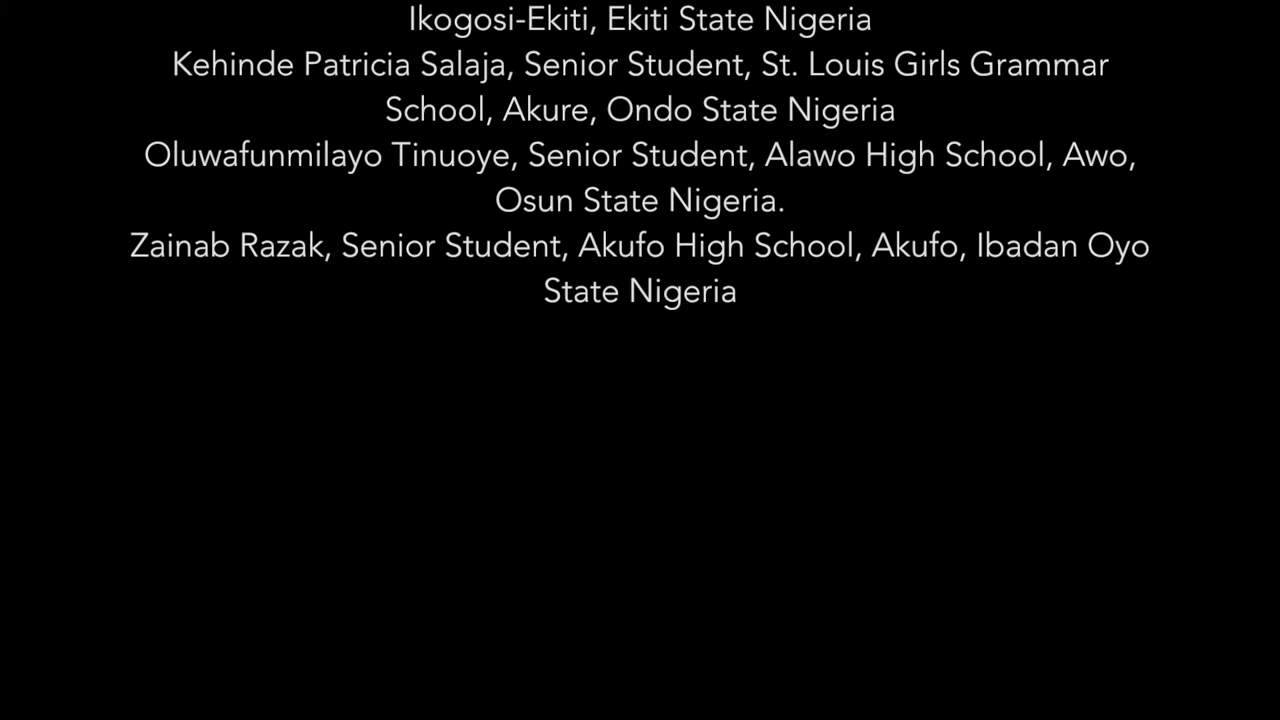 Ikogosi-Ekiti, Ekiti State Nigeria
Kehinde Patricia Salaja, Senior Student, St. Louis Girls Grammar
School, Akure, Ondo State Nigeria
Oluwafunmilayo Tinuoye, Senior Student, Alawo High School, Awo,
Osun State Nigeria.
Zainab Razak, Senior Student, Akufo High School, Akufo, Ibadan Oyo
State Nigeria